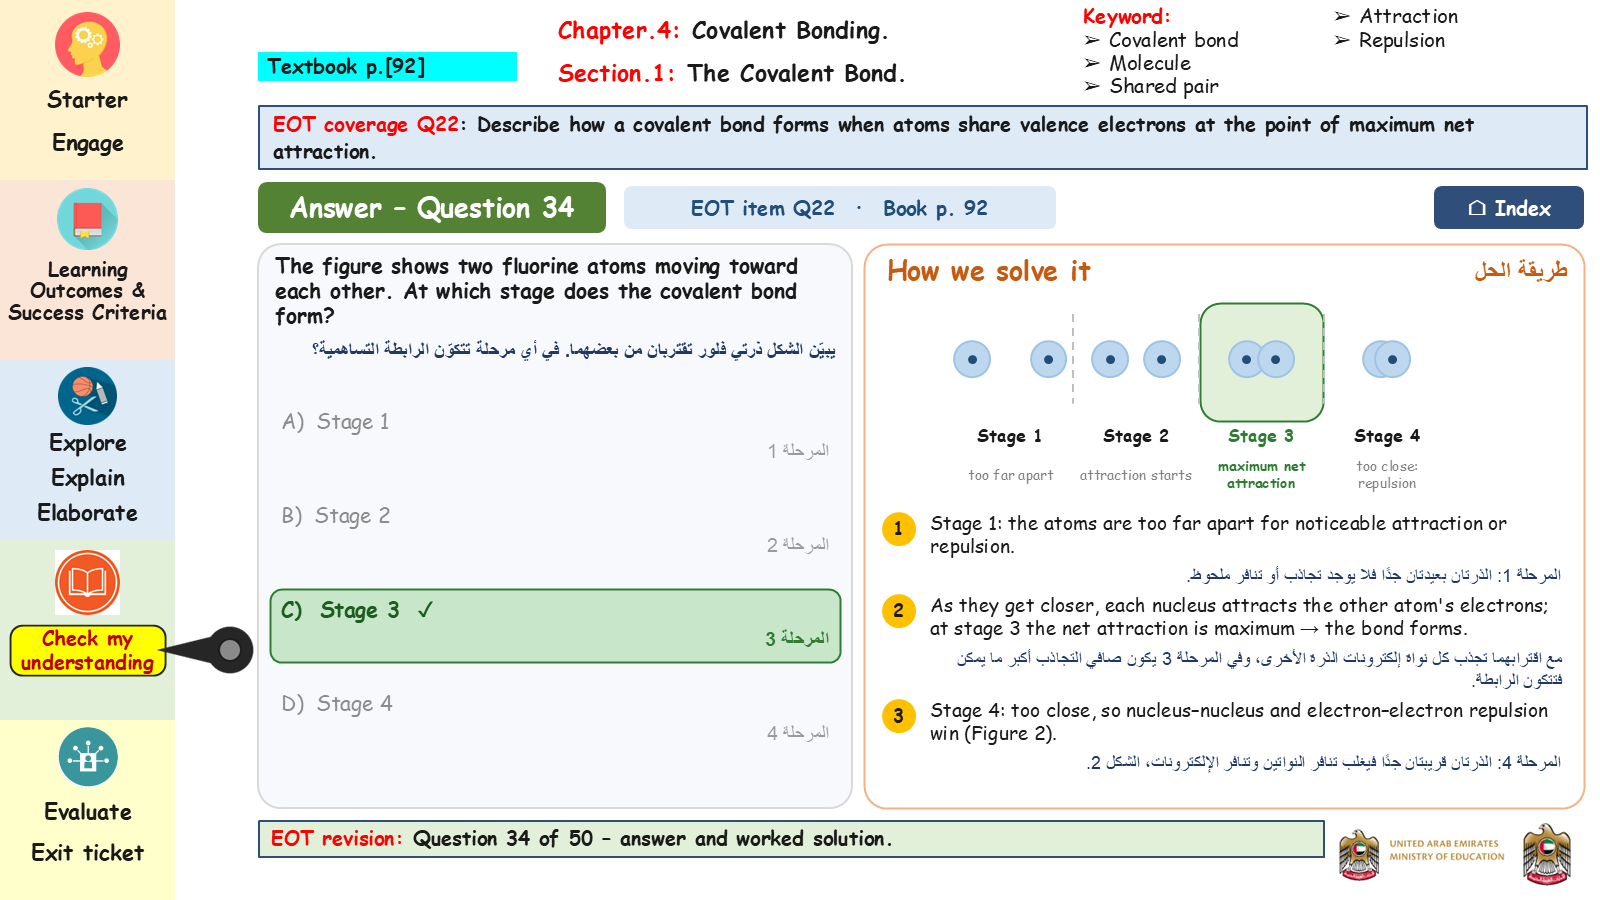 Starter
Engage
Learning
Outcomes &
Success Criteria
Explore
Explain
Elaborate
Check my
understanding
Evaluate
Exit ticket
Textbook p.[92]
Chapter.4: Covalent Bonding.
Section.1: The Covalent Bond.
Keyword:
➢ Covalent bond
➢ Molecule
➢ Shared pair
➢ Attraction
➢ Repulsion
EOT coverage Q22: Describe how a covalent bond forms when atoms share valence electrons at the point of maximum net
attraction.
Answer – Question 34
EOT item Q22 · Book p. 92
Index
The figure shows two fluorine atoms moving toward
each other. At which stage does the covalent bond
form?
يبيّن الشكل ذرتي فلور تقتربان من بعضهما. في أي مرحلة تتكوّن الرابطة التساهمية؟
A) Stage 1
المرحلة 1
B) Stage 2
المرحلة 2
C) Stage 3 ✓
المرحلة 3
D) Stage 4
المرحلة 4
How we solve it
طريقة الحل
Stage 1 Stage 2 Stage 3 Stage 4
too far apart
attraction starts
maximum net
attraction
too close:
repulsion
1 Stage 1: the atoms are too far apart for noticeable attraction or
repulsion.
المرحلة 1: الذرتان بعيدتان جدًا فلا يوجد تجاذب أو تنافر ملحوظ.
2 As they get closer, each nucleus attracts the other atom's electrons;
at stage 3 the net attraction is maximum → the bond forms.
مع اقترابهما تجذب كل نواة إلكترونات الذرة الأخرى، وفي المرحلة 3 يكون صافي التجاذب أكبر ما يمكن
فتتكون الرابطة.
3 Stage 4: too close, so nucleus–nucleus and electron–electron repulsion
win (Figure 2).
المرحلة 4: الذرتان قريبتان جدًا فيغلب تنافر النواتين وتنافر الإلكترونات، الشكل 2.
EOT revision: Question 34 of 50 – answer and worked solution.
UNITED ARAB EMIRATES
MINISTRY OF EDUCATION